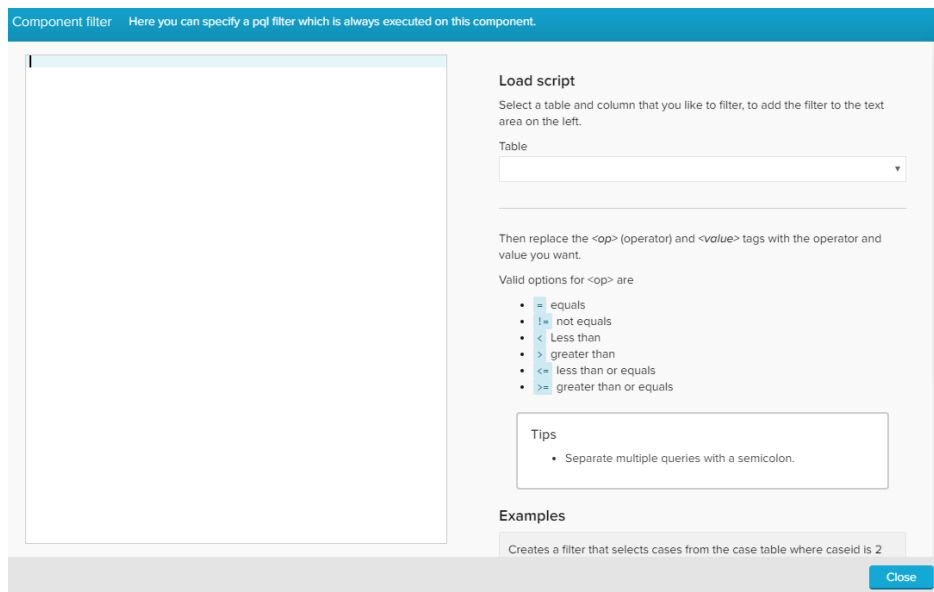 Component filter Here you can specify a pql filter which is always executed on this component.
Load script
Select a table and column that you like to filter, to add the filter to the text
area on the left.
Table
Then replace the <op> (operator) and <value> tags with the operator and
value you want.
Valid options for <op> are
• = equals
• != not equals
• < Less than
• > greater than
• <= less than or equals
• >= greater than or equals
Tips
• Separate multiple queries with a semicolon.
Examples
Creates a filter that selects cases from the case table where caseid is 2
Close